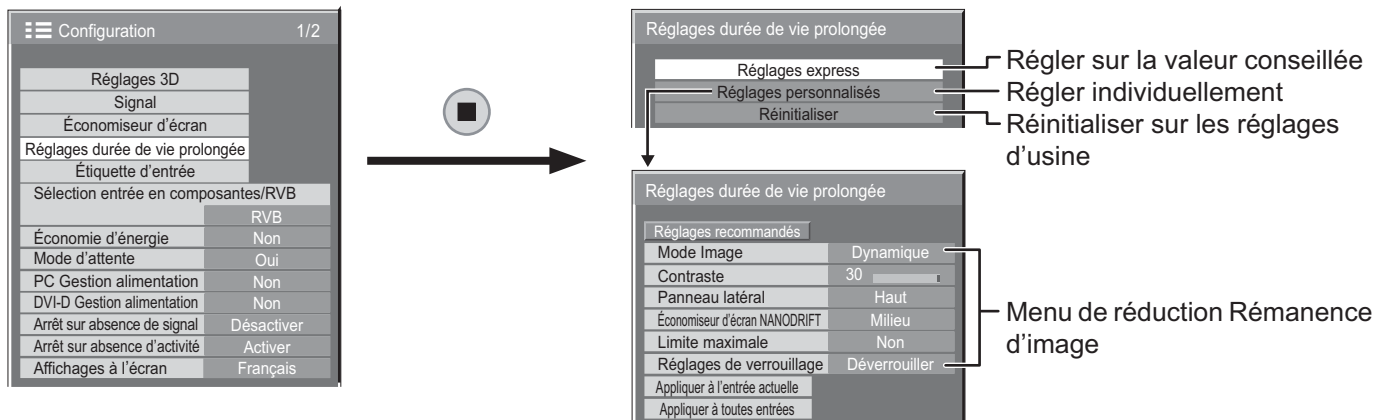 Configuration 1/2
Réglages 3D
Signal
Économiseur d'écran
Réglages durée de vie prolongée
Étiquette d'entrée
Sélection entrée en composantes/RVB
RVB
Économie d'énergie Non
Mode d'attente Oui
PC Gestion alimentation Non
DVI-D Gestion alimentation Non
Arrêt sur absence de signal Désactiver
Arrêt sur absence d'activité Activer
Affichages à l'écran Français
Réglages durée de vie prolongée
Réglages express
Réglages personnalisés
Réinitialiser
Régler sur la valeur conseillée
Régler individuellement
Réinitialiser sur les réglages
d'usine
Réglages durée de vie prolongée
Réglages recommandés
Mode Image Dynamique
Contraste 30
Panneau latéral Haut
Économiseur d'écran NANODRIFT Milieu
Limite maximale Non
Réglages de verrouillage Déverrouiller
Appliquer à l'entrée actuelle
Appliquer à toutes entrées
Menu de réduction Rémanence
d'image